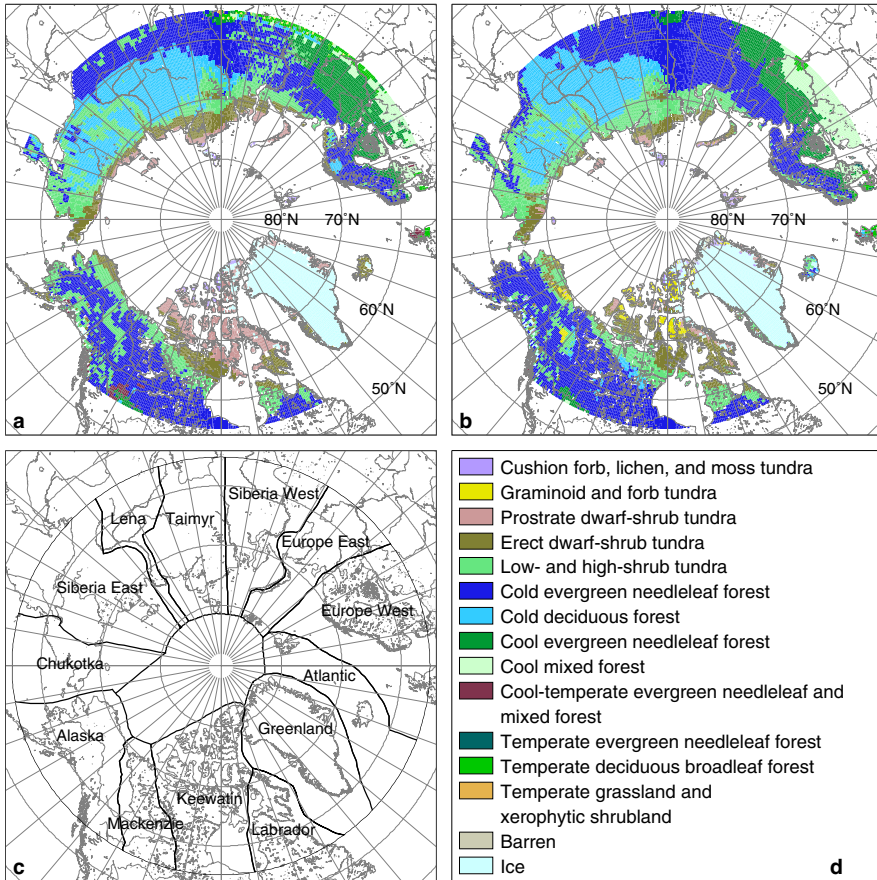 80˚N
70˚N
60˚N
50˚N
a
80˚N
70˚N
60˚N
50˚N
b
Siberia West
Lena
Taimyr
Europe East
Siberia East
Europe West
Chukotka
Atlantic
Alaska
Greenland
Keewatin
Mackenzie
Labrador
c
Cushion forb, lichen, and moss tundra
Graminoid and forb tundra
Prostrate dwarf-shrub tundra
Erect dwarf-shrub tundra
Low- and high-shrub tundra
Cold evergreen needleleaf forest
Cold deciduous forest
Cool evergreen needleleaf forest
Cool mixed forest
Cool-temperate evergreen needleleaf and
mixed forest
Temperate evergreen needleleaf forest
Temperate deciduous broadleaf forest
Temperate grassland and
xerophytic shrubland
Barren
Ice
d